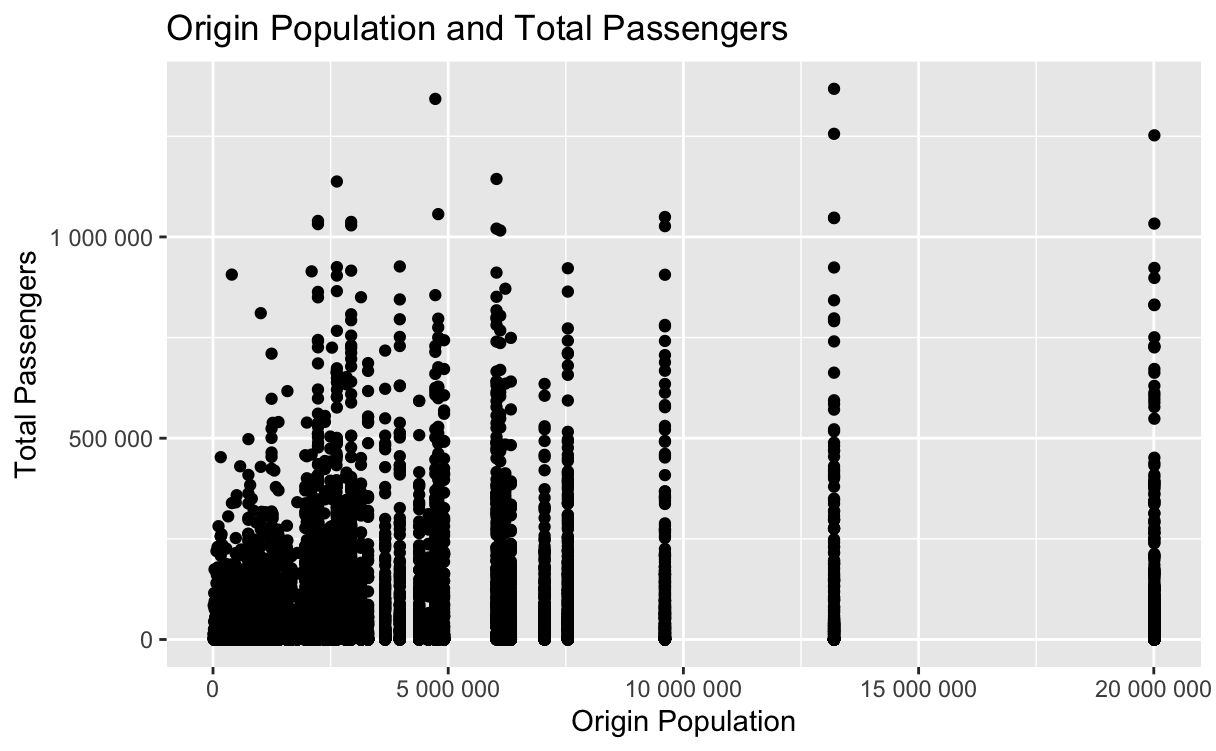 Origin Population and Total Passengers
Total Passengers
1 000 000
500 000
0
0
5 000 000
10 000 000
15 000 000
20 000 000
Origin Population